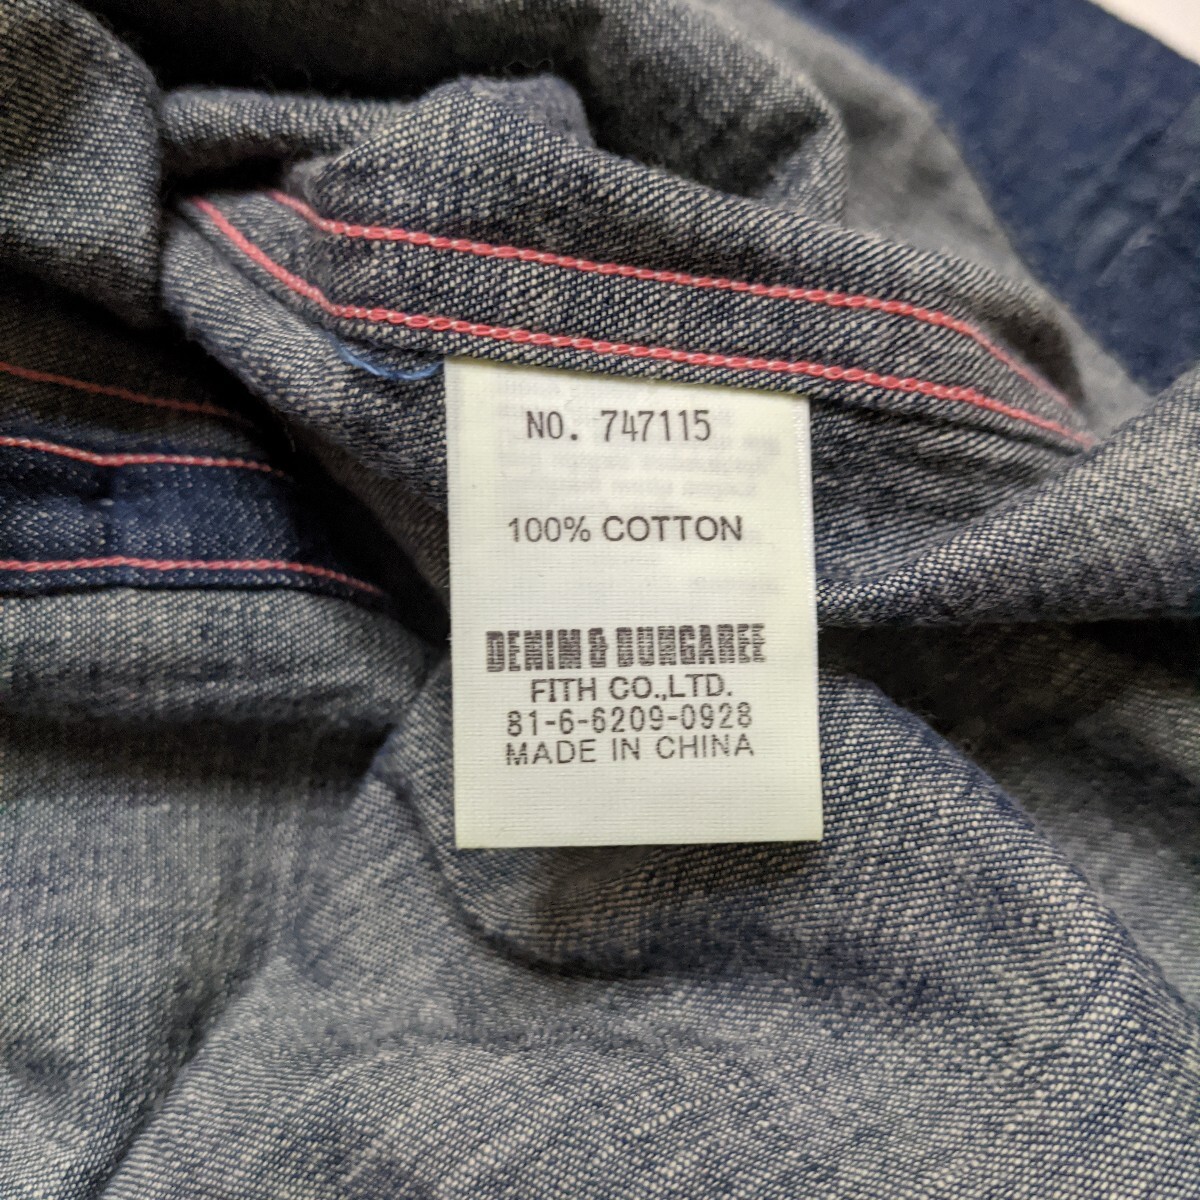 NO. 747115
100% COTTON
DENIM & DUNGAREE
FITH CO.,LTD.
81-6-6209-0928
MADE IN CHINA